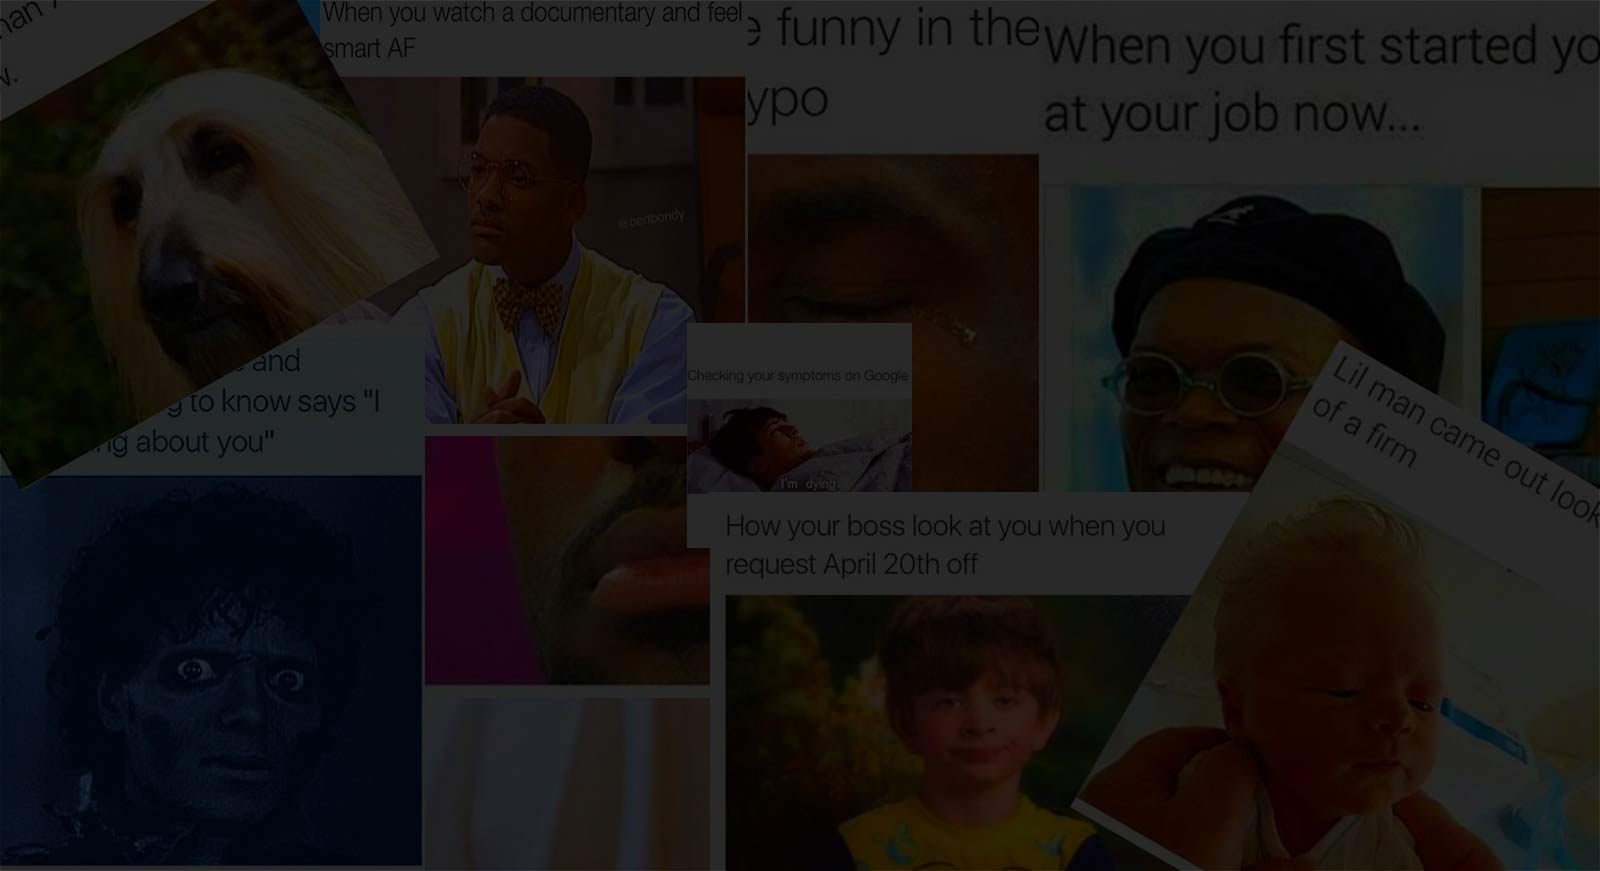 When you watch a documentary and feel
smart AF
@bertbondy
funny in the
ypo
When you first started yo
at your job now...
and
to know says "I
about you"
Checking your symptoms on Google
I'm dying.
Lil man came out look
of a firm
How your boss look at you when you
request April 20th off